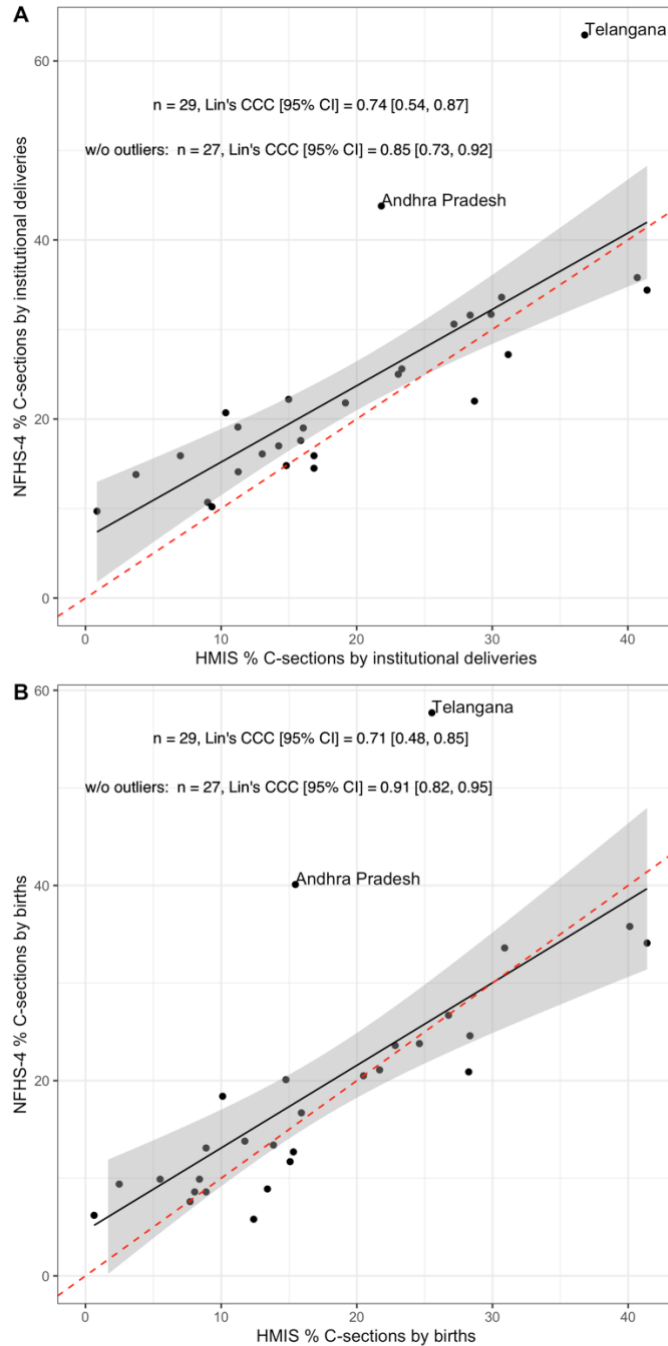 A
Telangana
60
n = 29, Lin's CCC [95% CI] = 0.74 [0.54, 0.87]
w/o outliers: n = 27, Lin's CCC [95% CI] = 0.85 [0.73, 0.92]
Andhra Pradesh
40
20
0
NFHS-4 % C-sections by institutional deliveries
0 10 20 30 40
HMIS % C-sections by institutional deliveries
B
60
Telangana
n = 29, Lin's CCC [95% CI] = 0.71 [0.48, 0.85]
w/o outliers: n = 27, Lin's CCC [95% CI] = 0.91 [0.82, 0.95]
Andhra Pradesh
40
20
0
NFHS-4 % C-sections by births
0 10 20 30 40
HMIS % C-sections by births